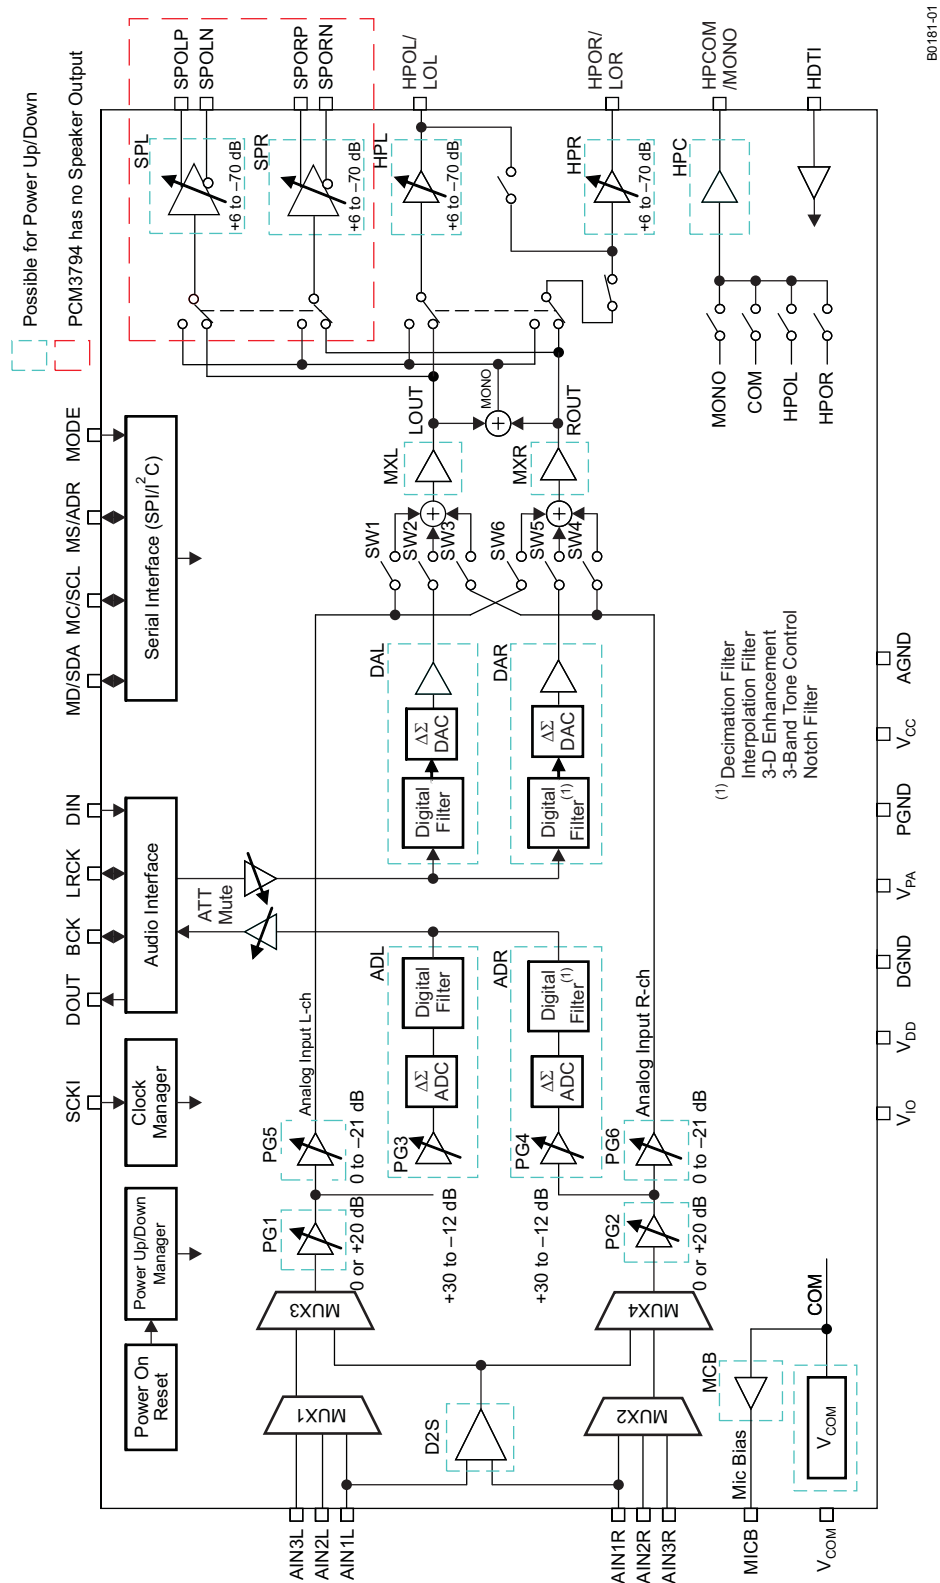 Possible for Power Up/Down
PCM3794 has no Speaker Output
B0181-01
SCKI
DOUT
BCK
LRCK
DIN
MD/SDA
MC/SCL
MS/ADR
MODE
Power On
Reset
Power Up/Down
Manager
Clock
Manager
Audio Interface
Serial Interface (SPI/I²C)
ATT
Mute
SPOLP
SPOLN
SPORP
SPORN
HPOL/
LOL
HPOR/
LOR
HPCOM
/MONO
HDTI
SPL
+6 to –70 dB
SPR
+6 to –70 dB
HPL
+6 to –70 dB
HPR
+6 to –70 dB
HPC
MONO
COM
HPOL
HPOR
LOUT
MONO
ROUT
MXL
MXR
SW1
SW2
SW3
SW6
SW5
SW4
DAL
Digital
Filter
ΔΣ
DAC
DAR
Digital
Filter(1)
ΔΣ
DAC
Analog Input L-ch
ADL
PG3
ΔΣ
ADC
Digital
Filter
+30 to –12 dB
ADR
PG4
ΔΣ
ADC
Digital
Filter(1)
+30 to –12 dB
Analog Input R-ch
PG5
0 to –21 dB
PG1
0 or +20 dB
PG6
0 to –21 dB
PG2
0 or +20 dB
MUX3
MUX4
MUX1
MUX2
D2S
AIN3L
AIN2L
AIN1L
AIN1R
AIN2R
AIN3R
MICB
VCOM
Mic Bias
MCB
VCOM
COM
(1) Decimation Filter
Interpolation Filter
3-D Enhancement
3-Band Tone Control
Notch Filter
VIO
VDD
DGND
VPA
PGND
VCC
AGND